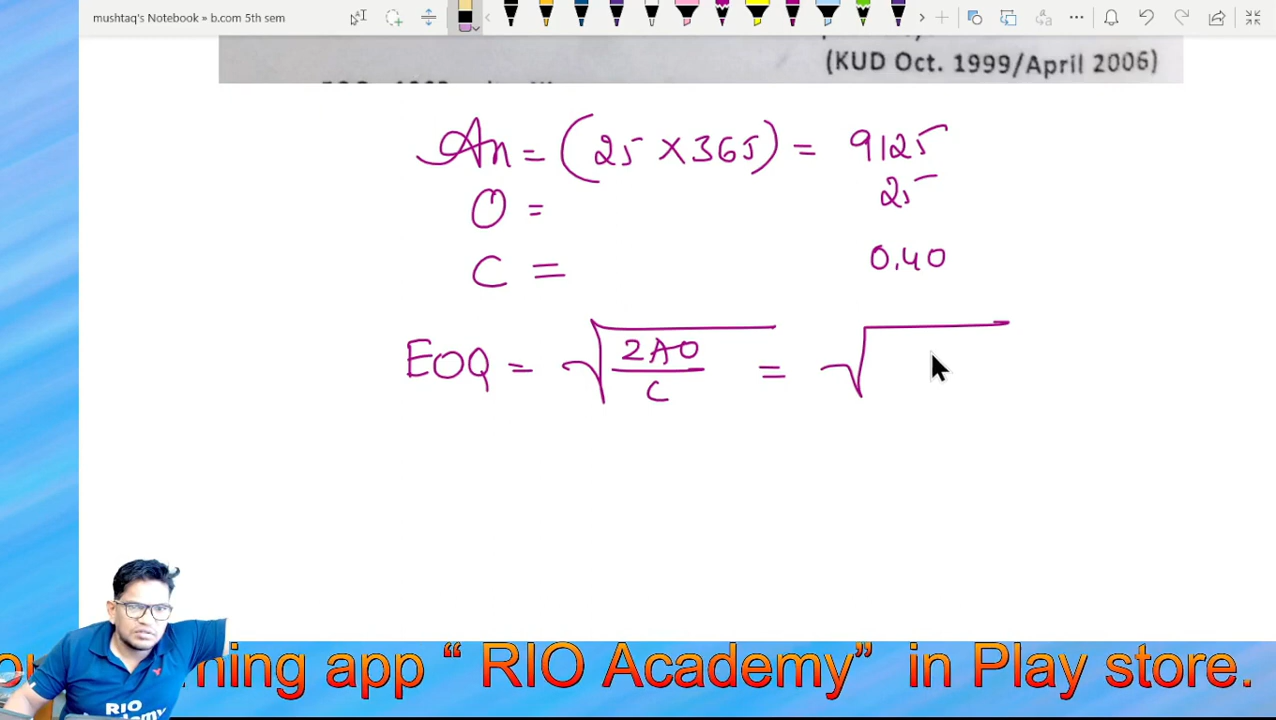 mushtaq's Notebook » b.com 5th sem
(KUD Oct. 1999/April 2006)
An = (25 × 365) = 9125
O = 25
C = 0.40
EOQ = √2AO/C = √
ning app “ RIO Academy” in Play store.
RIO
Academy